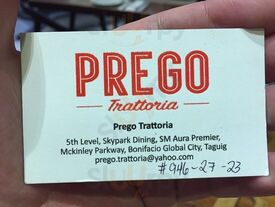 PREGO
Trattoria
Prego Trattoria
5th Level, Skypark Dining, SM Aura Premier,
Mckinley Parkway, Bonifacio Global City, Taguig
prego.trattoria@yahoo.com
#946-27-23